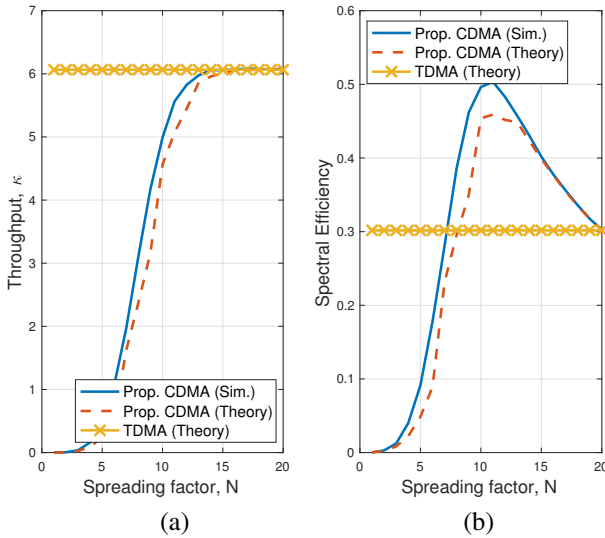 7
6
5
4
3
2
1
0
Throughput, κ
Prop. CDMA (Sim.)
Prop. CDMA (Theory)
TDMA (Theory)
0 5 10 15 20
Spreading factor, N
(a)
0.6
0.5
0.4
0.3
0.2
0.1
0
Spectral Efficiency
Prop. CDMA (Sim.)
Prop. CDMA (Theory)
TDMA (Theory)
0 5 10 15 20
Spreading factor, N
(b)